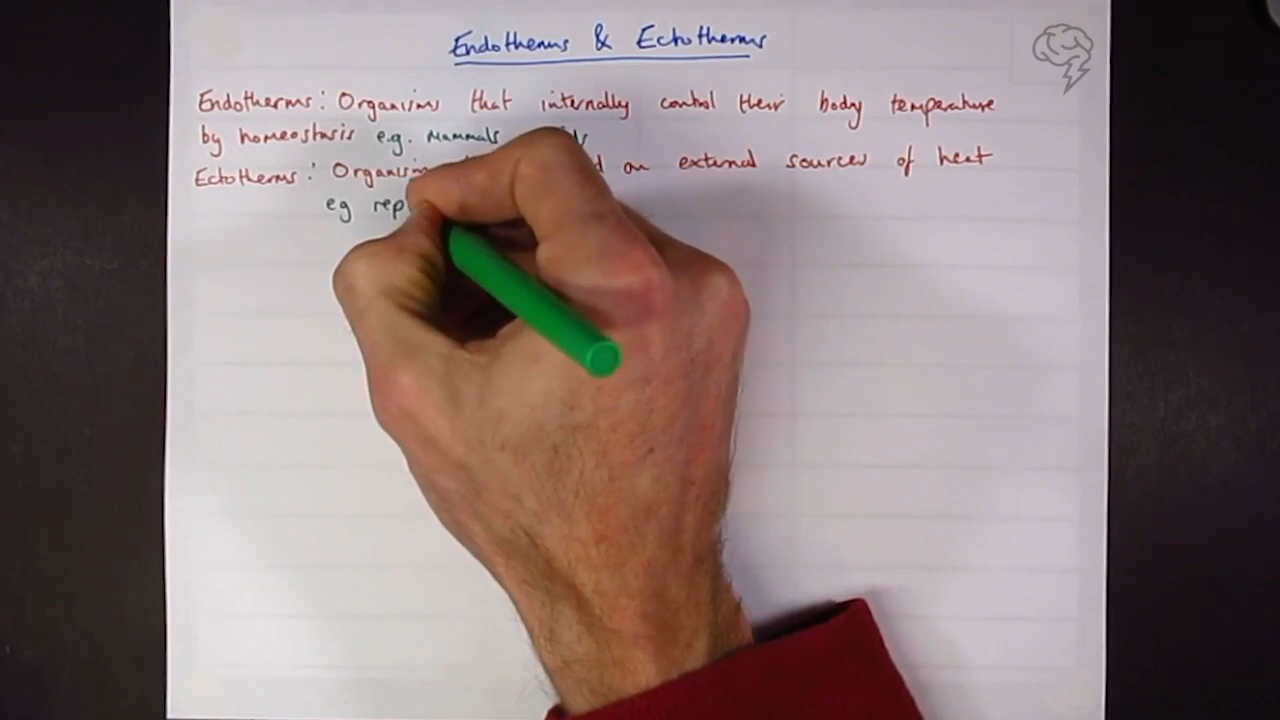 Endotherms & Ectotherms
Endotherms: Organisms that internally control their body temperature
by homeostasis e.g. Mammals
Ectotherms: Organism on external sources of heat
eg rep